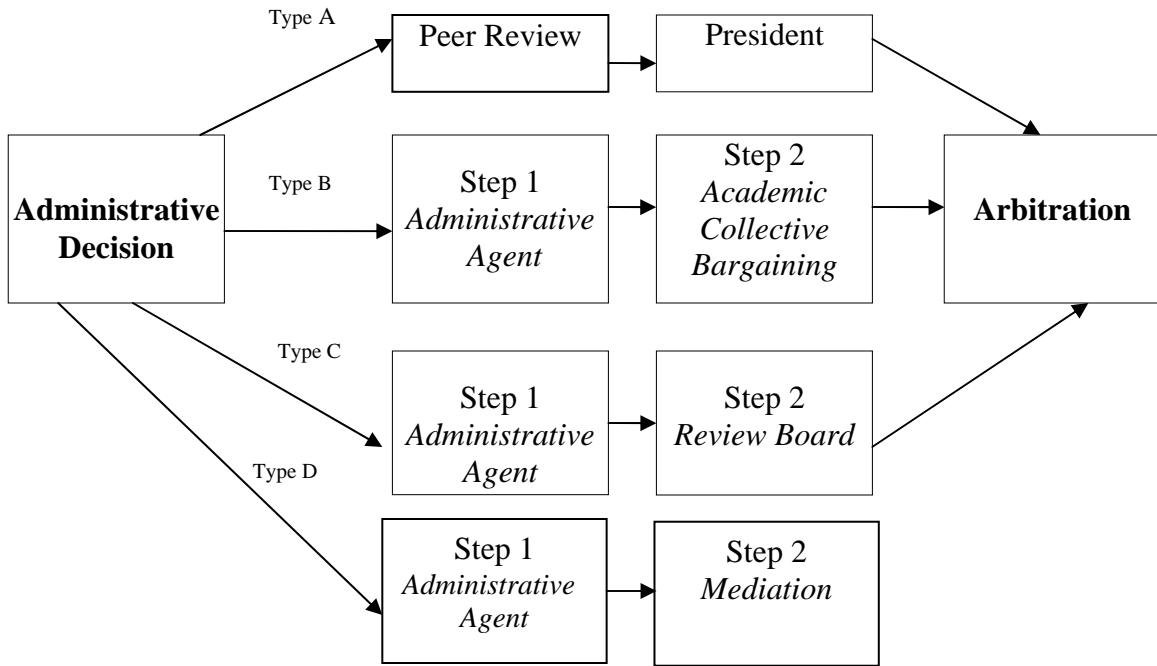 Type A
Peer Review
President
Administrative
Decision
Type B
Step 1
Administrative
Agent
Step 2
Academic
Collective
Bargaining
Arbitration
Type C
Step 1
Administrative
Agent
Step 2
Review Board
Type D
Step 1
Administrative
Agent
Step 2
Mediation